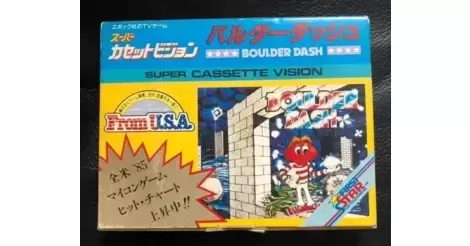 エポック社のTVゲーム
スーパー
カセットビジョン
バルダーダッシュ
★★★★ BOULDER DASH ★★★★
SUPER CASSETTE VISION
From U.S.A.
BOULDER
DASH
全米 '85
マイコンゲーム
ヒット・チャート
上昇中!!
FIRST
STAR